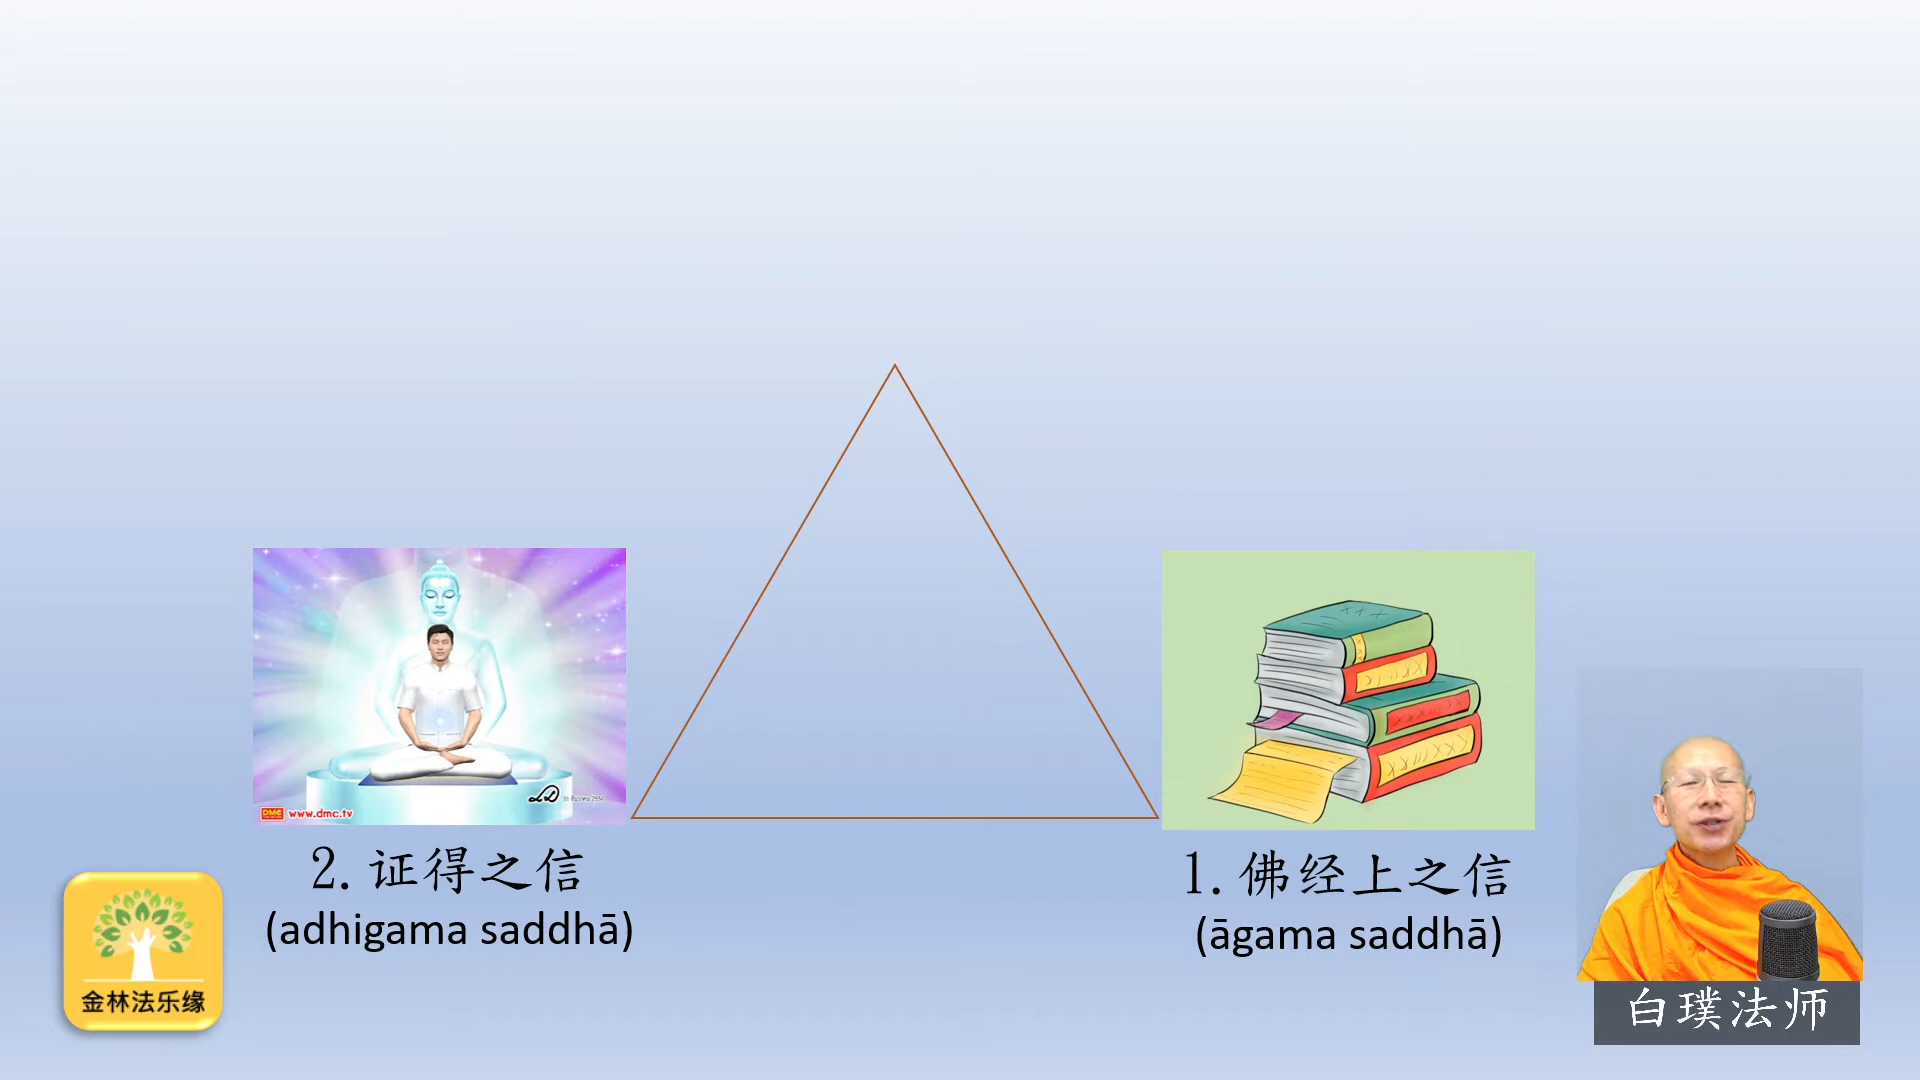 DMC www.dmc.tv
2.证得之信
(adhigama saddhā)
1.佛经上之信
(āgama saddhā)
金林法乐缘
白璞法师